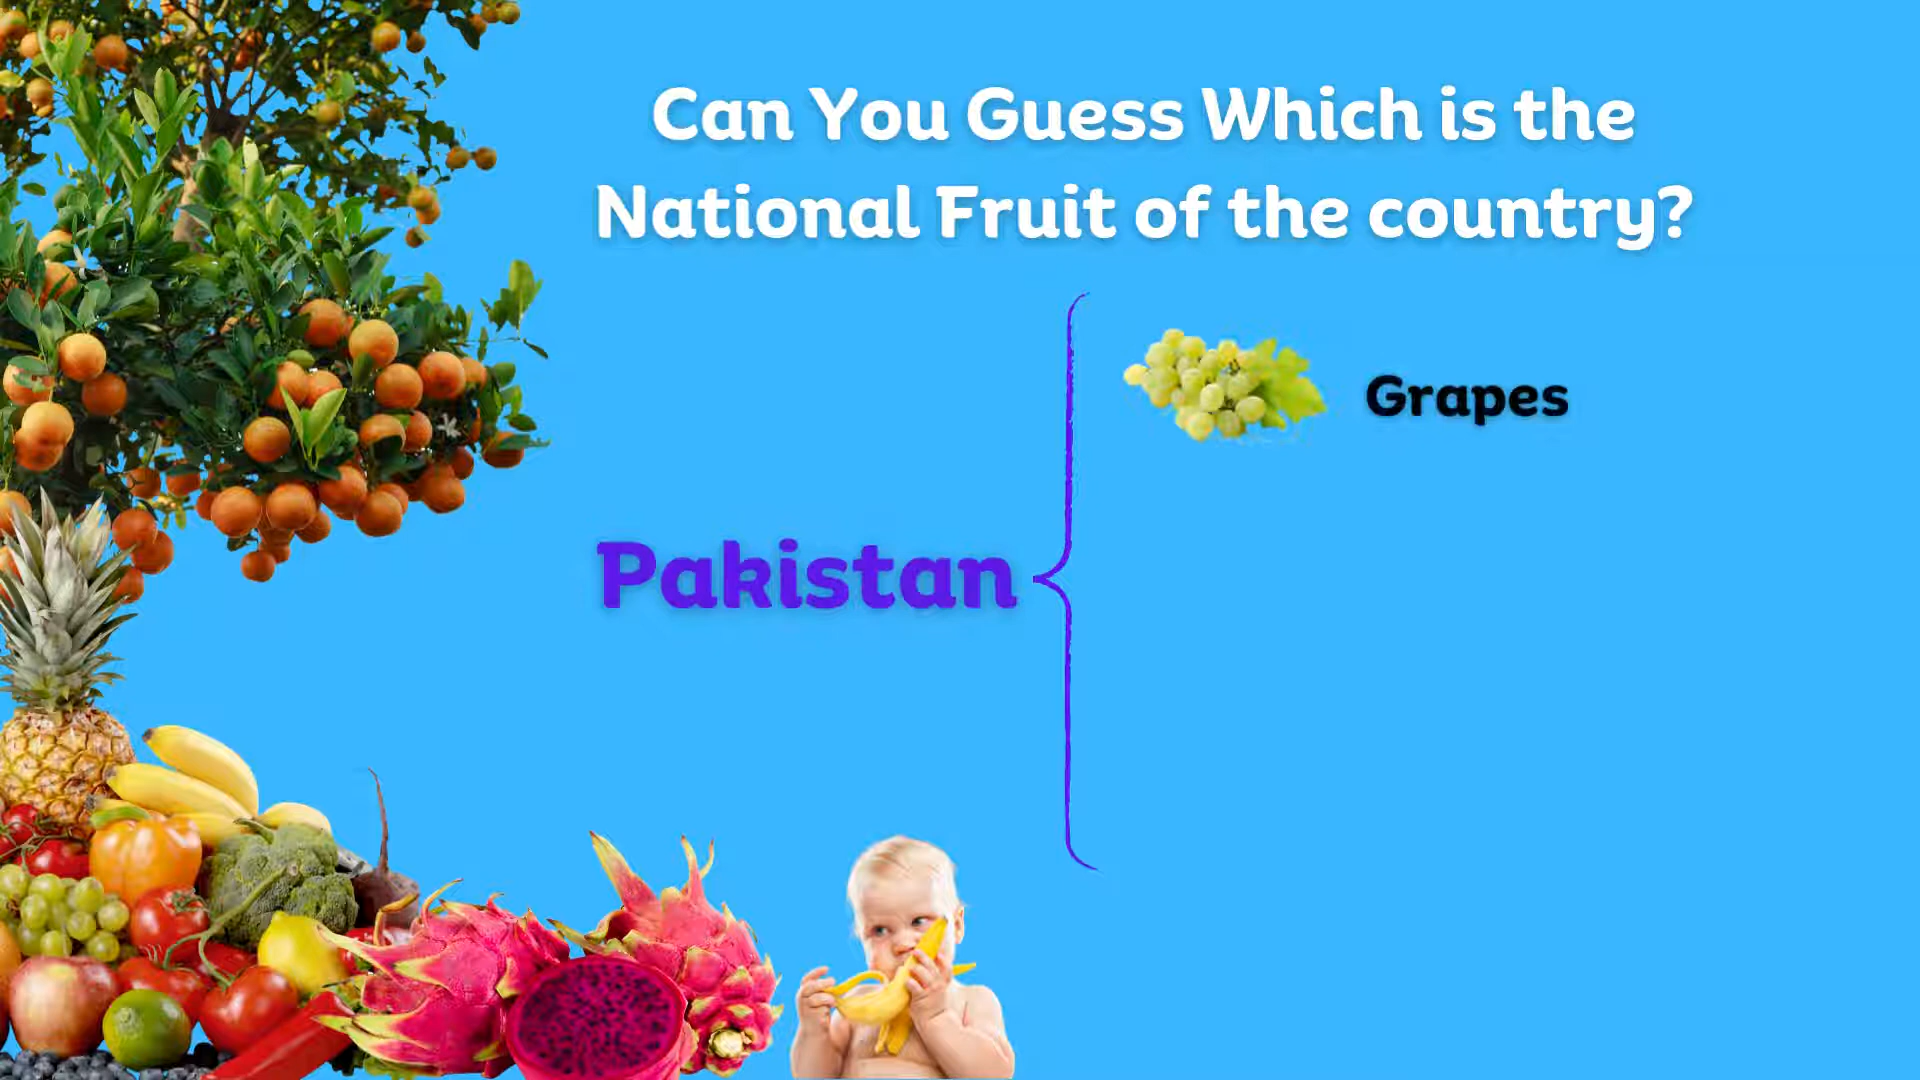 Can You Guess Which is the
National Fruit of the country?
Grapes
Pakistan